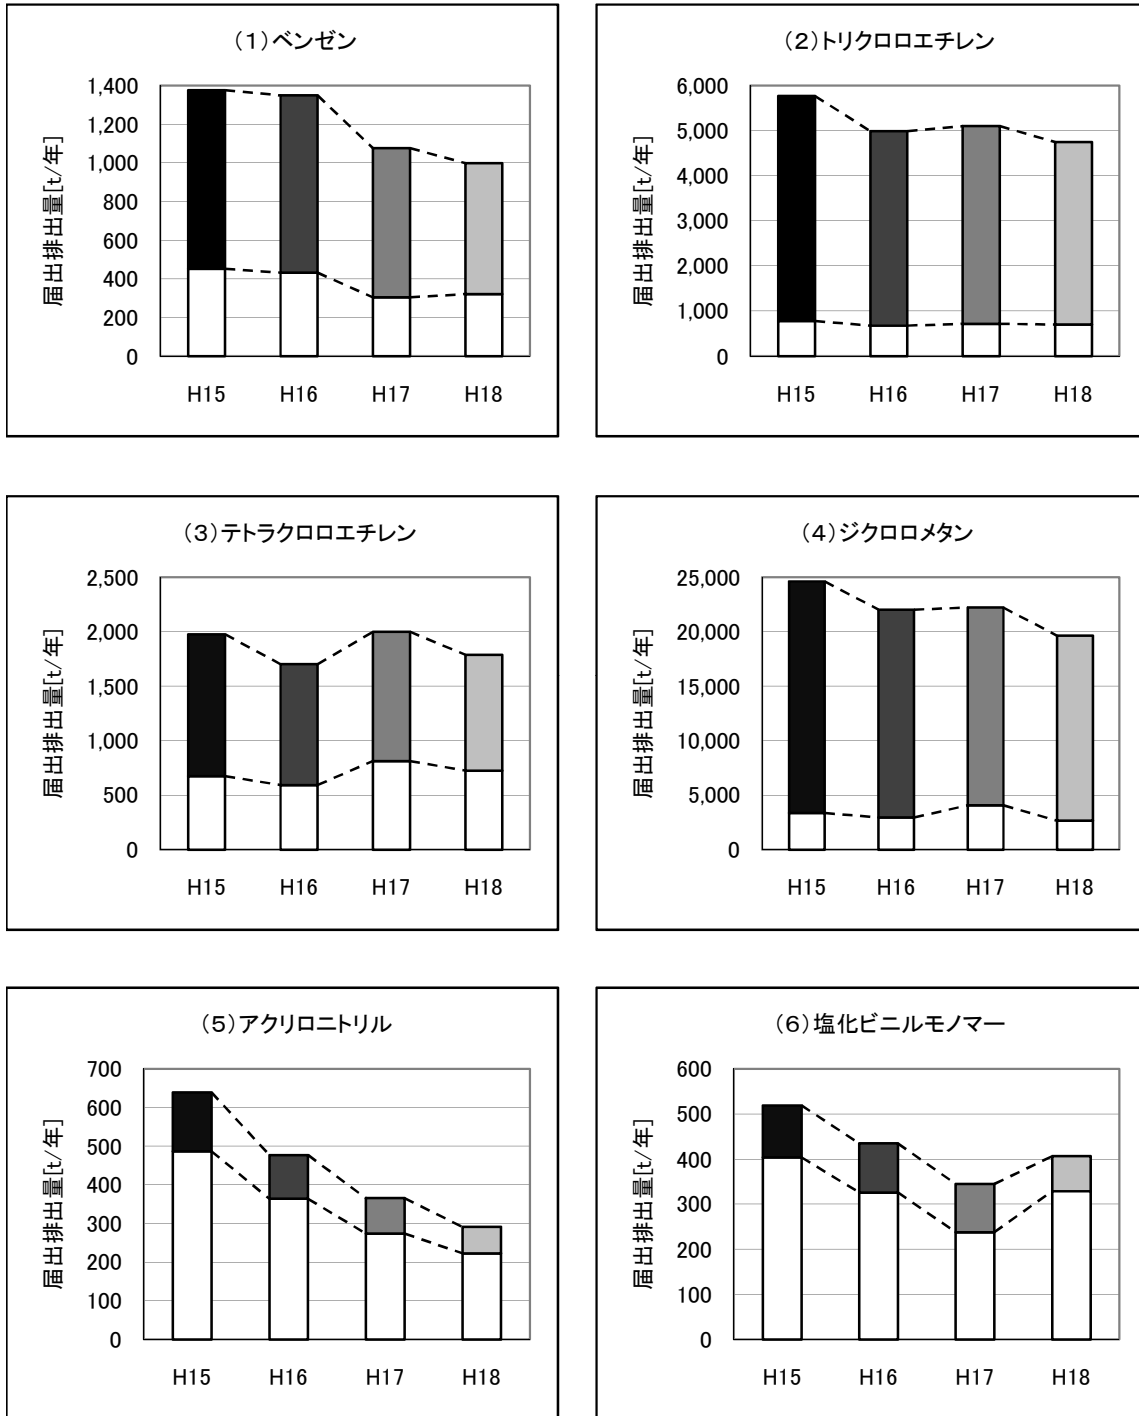 (1)ベンゼン
届出排出量[t/年]
1,400
1,200
1,000
800
600
400
200
0
H15 H16 H17 H18
(2)トリクロロエチレン
届出排出量[t/年]
6,000
5,000
4,000
3,000
2,000
1,000
0
H15 H16 H17 H18
(3)テトラクロロエチレン
届出排出量[t/年]
2,500
2,000
1,500
1,000
500
0
H15 H16 H17 H18
(4)ジクロロメタン
届出排出量[t/年]
25,000
20,000
15,000
10,000
5,000
0
H15 H16 H17 H18
(5)アクリロニトリル
届出排出量[t/年]
700
600
500
400
300
200
100
0
H15 H16 H17 H18
(6)塩化ビニルモノマー
届出排出量[t/年]
600
500
400
300
200
100
0
H15 H16 H17 H18